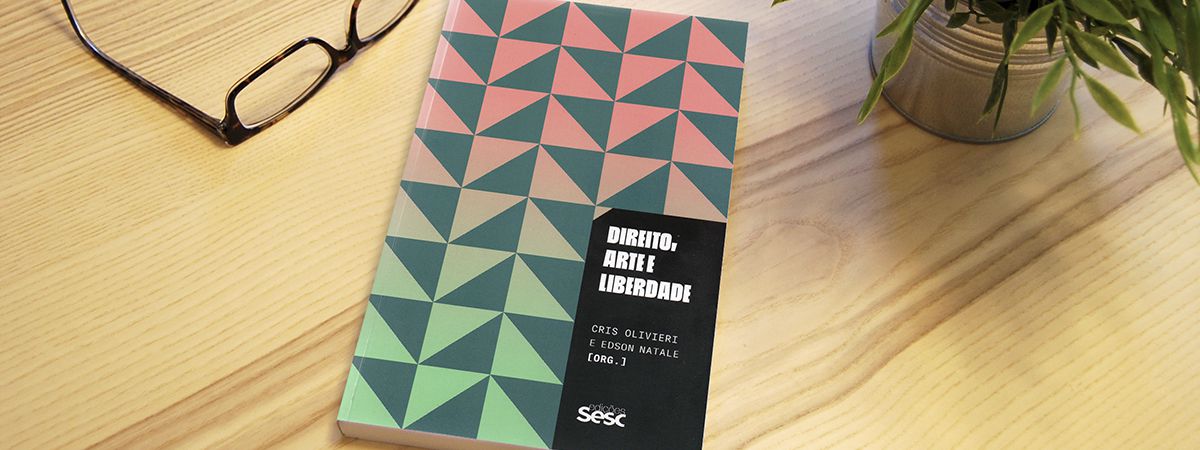 DIREITO,
ARTE E
LIBERDADE
CRIS OLIVIERI
E EDSON NATALE
[ORG.]
edições
Sesc